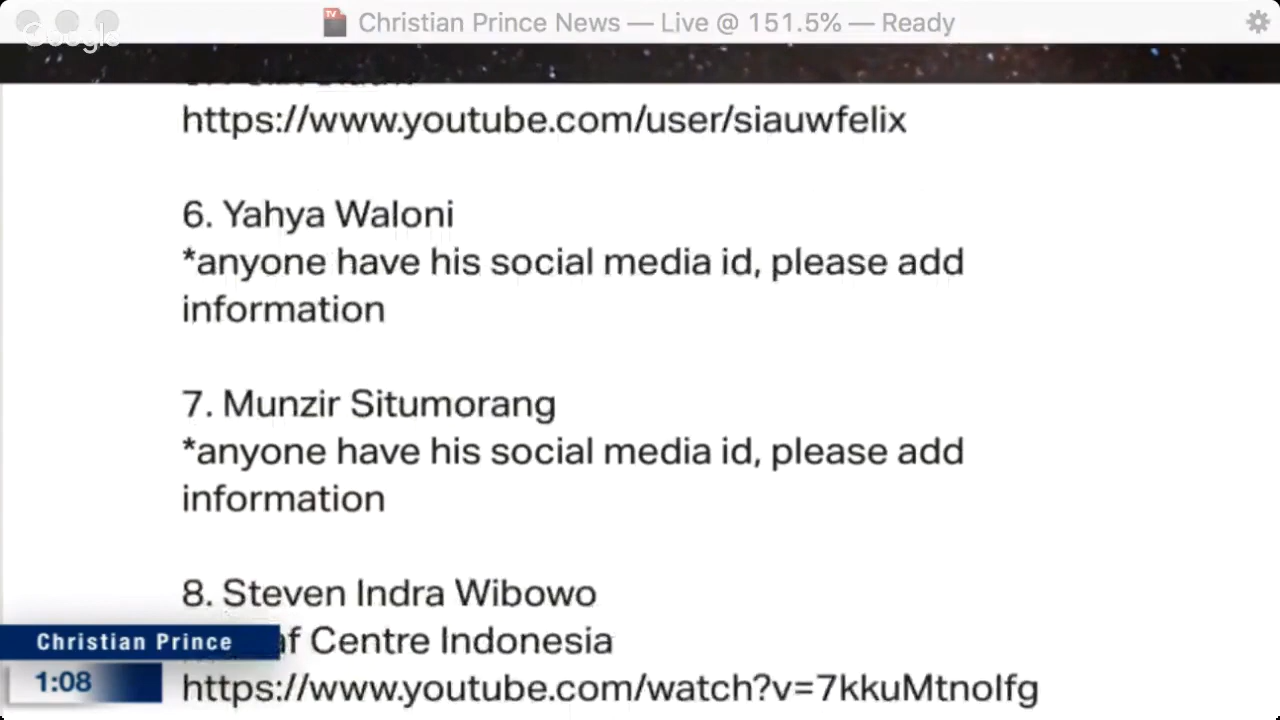 Christian Prince News — Live @ 151.5% — Ready
Google
https://www.youtube.com/user/siauwfelix
6. Yahya Waloni
*anyone have his social media id, please add
information
7. Munzir Situmorang
*anyone have his social media id, please add
information
8. Steven Indra Wibowo
Centre Indonesia
https://www.youtube.com/watch?v=7kkuMtnoIfg
Christian Prince
1:08